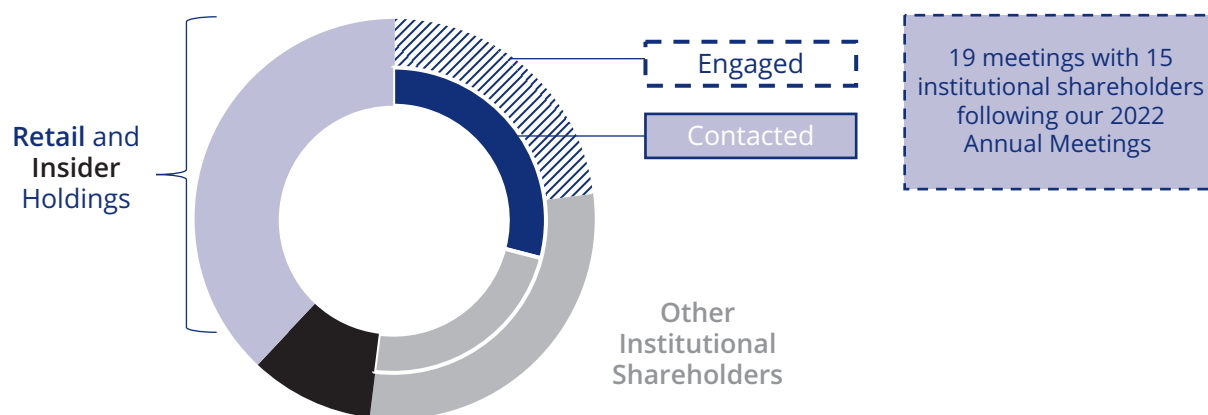 Retail and
Insider
Holdings
Engaged
Contacted
19 meetings with 15
institutional shareholders
following our 2022
Annual Meetings
Other
Institutional
Shareholders